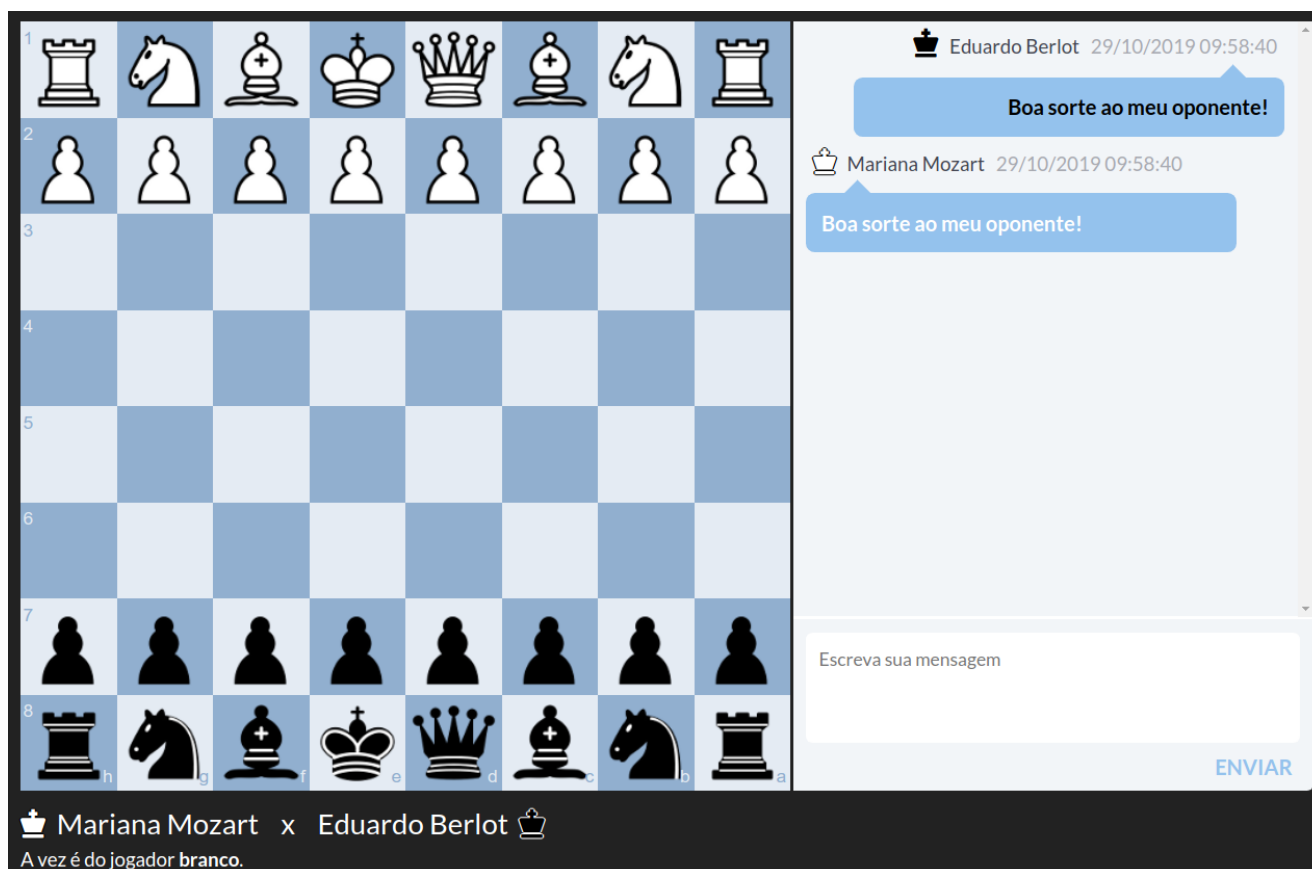 1
2
3
4
5
6
7
8
h g f e d c b a
Eduardo Berlot 29/10/2019 09:58:40
Boa sorte ao meu oponente!
Mariana Mozart 29/10/2019 09:58:40
Boa sorte ao meu oponente!
Escreva sua mensagem
ENVIAR
Mariana Mozart x Eduardo Berlot
A vez é do jogador branco.